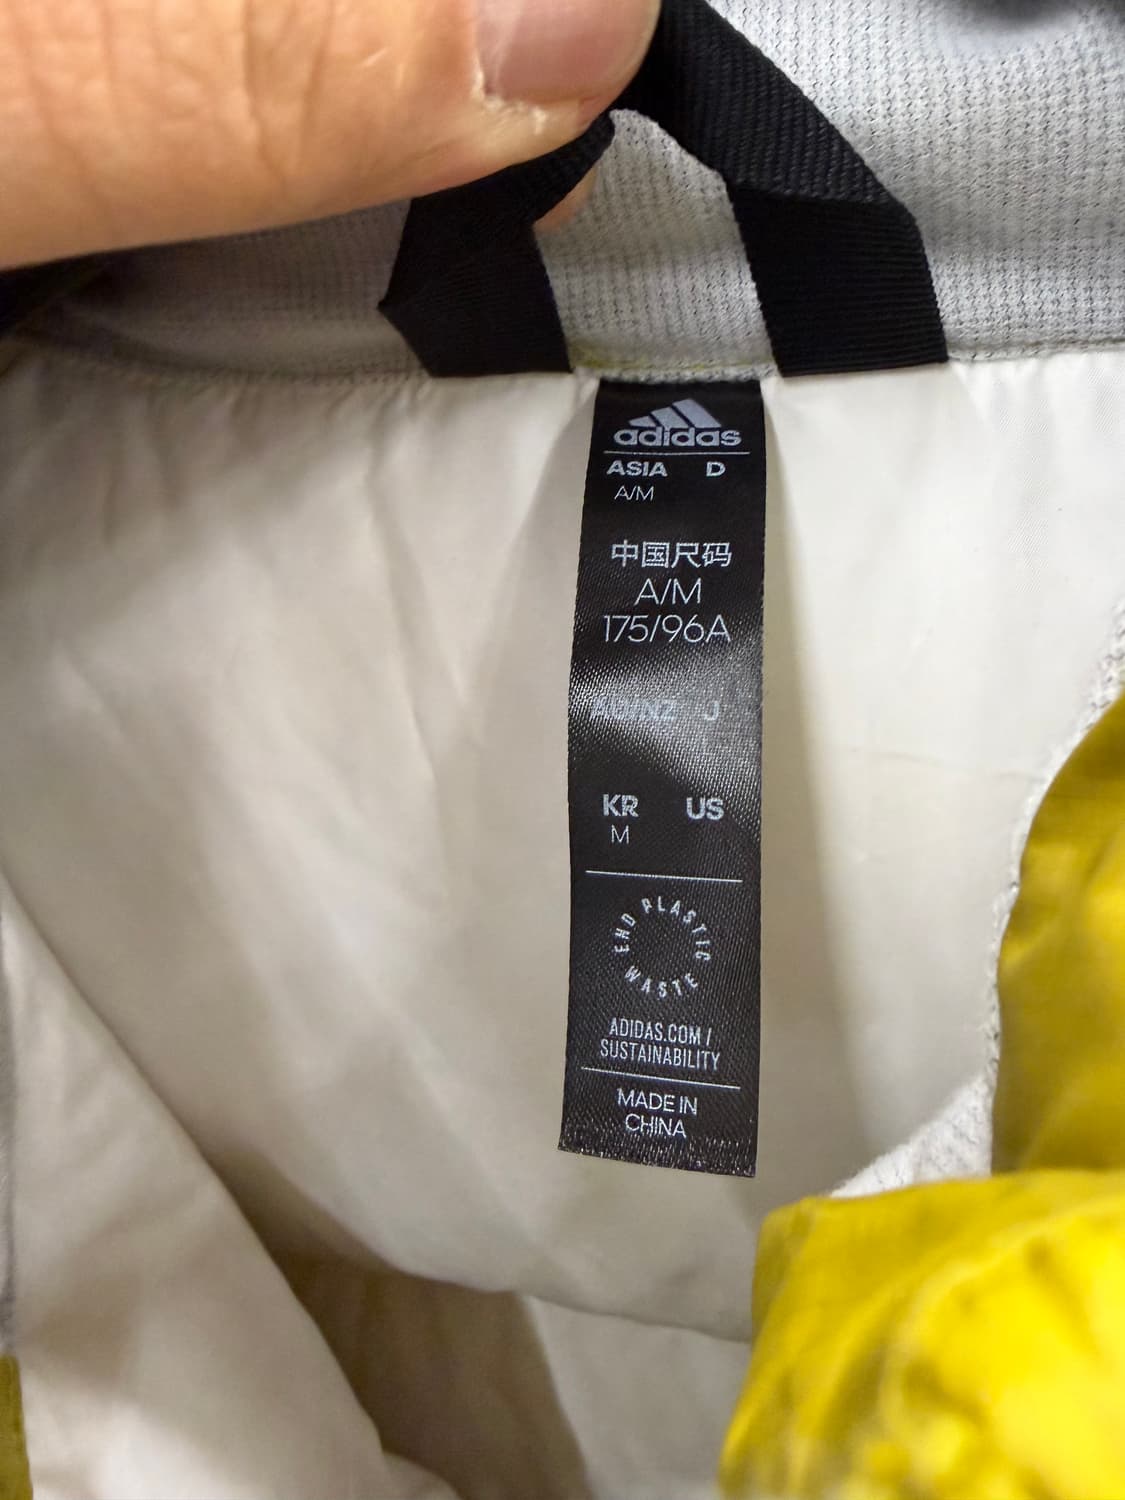 adidas
ASIA D
A/M
中国尺码
A/M
175/96A
AU/NZ J
KR US
M
END PLASTIC WASTE
ADIDAS.COM /
SUSTAINABILITY
MADE IN
CHINA